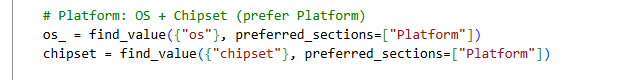 # Platform: OS + Chipset (prefer Platform)
os_ = find_value({"os"}, preferred_sections=["Platform"])
chipset = find_value({"chipset"}, preferred_sections=["Platform"])